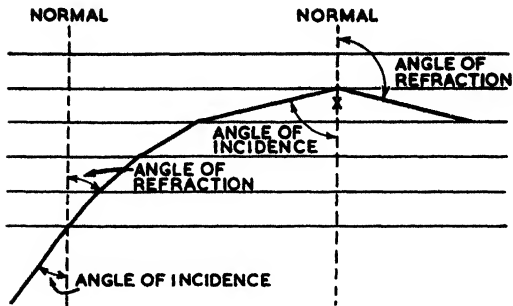 NORMAL
NORMAL
ANGLE OF
REFRACTION
X
ANGLE OF
INCIDENCE
ANGLE OF
REFRACTION
ANGLE OF INCIDENCE